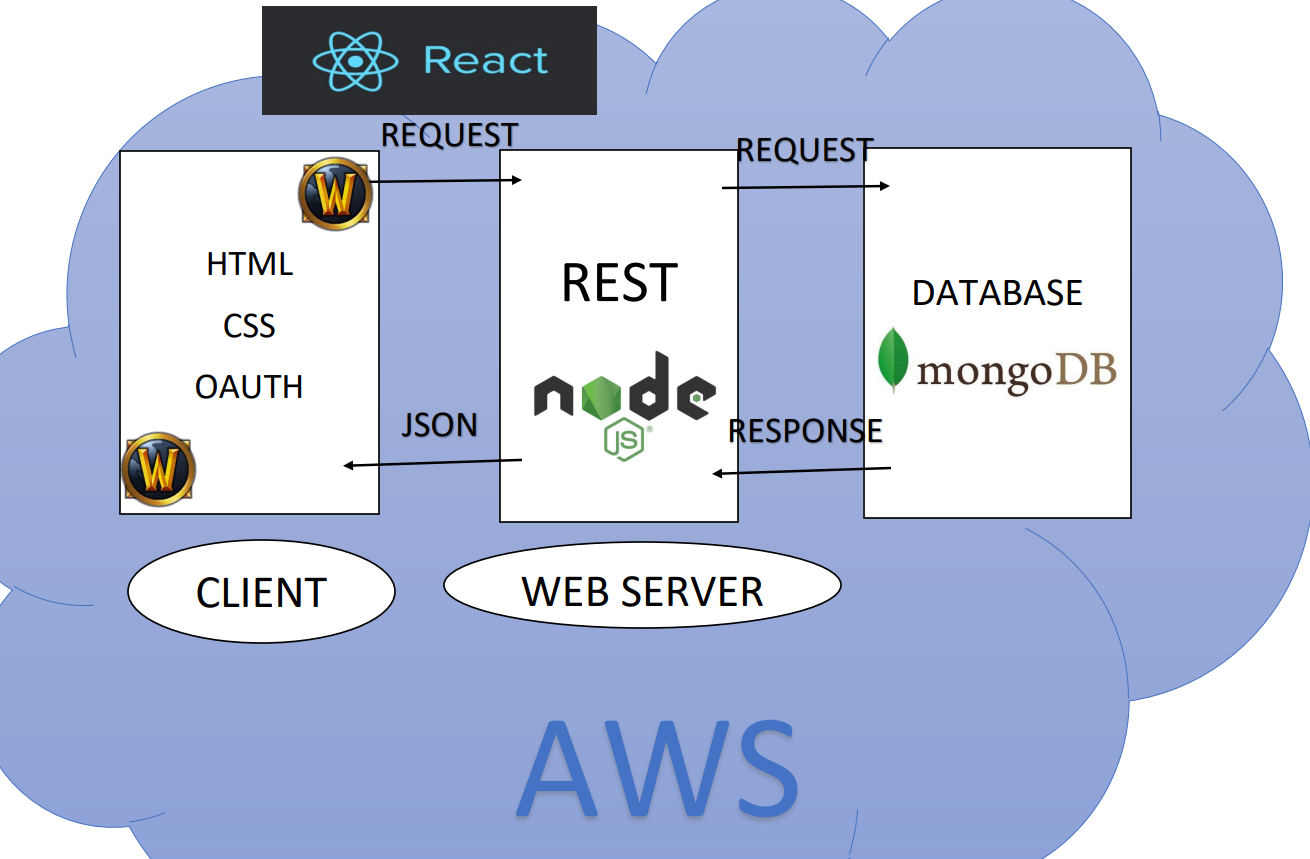 React
REQUEST
REQUEST
W
HTML
CSS
OAUTH
REST
DATABASE
node
JS
®
mongoDB
JSON
RESPONSE
W
CLIENT
WEB SERVER
AWS